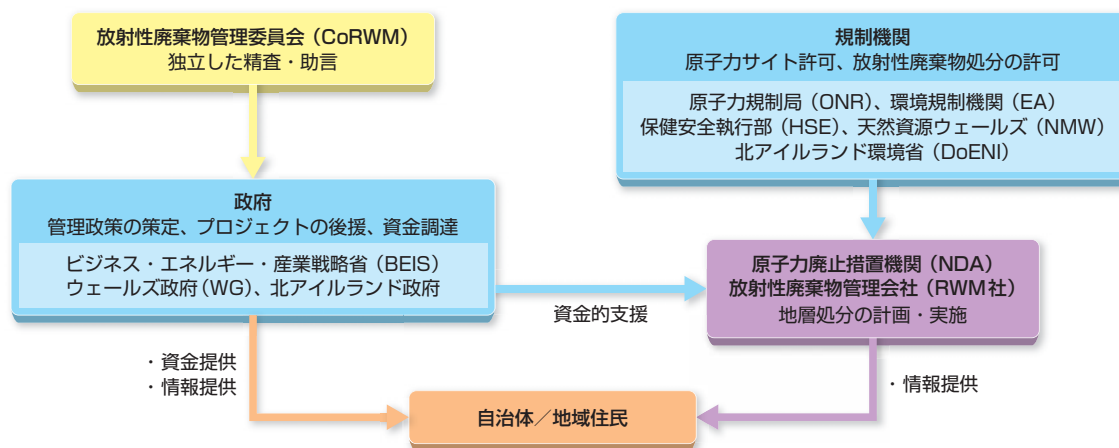 放射性廃棄物管理委員会（CoRWM）
独立した精査・助言
規制機関
原子力サイト許可、放射性廃棄物処分の許可
原子力規制局（ONR）、環境規制機関（EA）
保健安全執行部（HSE）、天然資源ウェールズ（NMW）
北アイルランド環境省（DoENI）
政府
管理政策の策定、プロジェクトの後援、資金調達
ビジネス・エネルギー・産業戦略省（BEIS）
ウェールズ政府（WG）、北アイルランド政府
資金的支援
原子力廃止措置機関（NDA）
放射性廃棄物管理会社（RWM社）
地層処分の計画・実施
・資金提供
・情報提供
・情報提供
自治体／地域住民